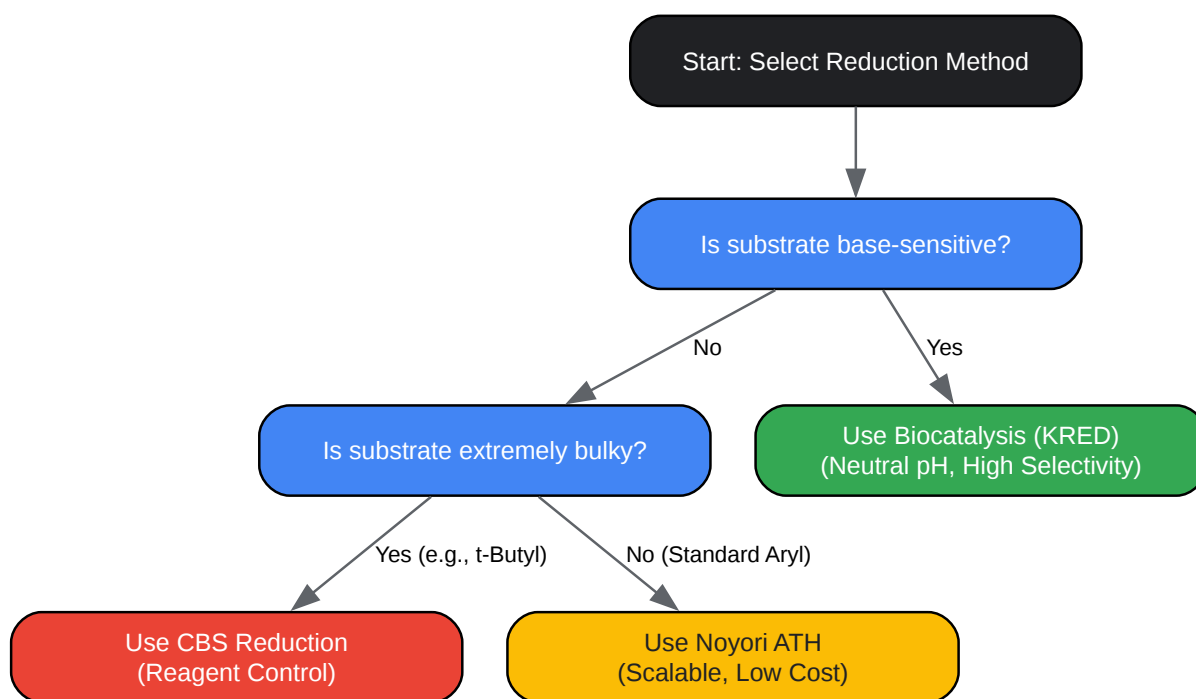 Start: Select Reduction Method
Is substrate base-sensitive?
No
Yes
Is substrate extremely bulky?
Use Biocatalysis (KRED)
(Neutral pH, High Selectivity)
Yes (e.g., t-Butyl)
No (Standard Aryl)
Use CBS Reduction
(Reagent Control)
Use Noyori ATH
(Scalable, Low Cost)